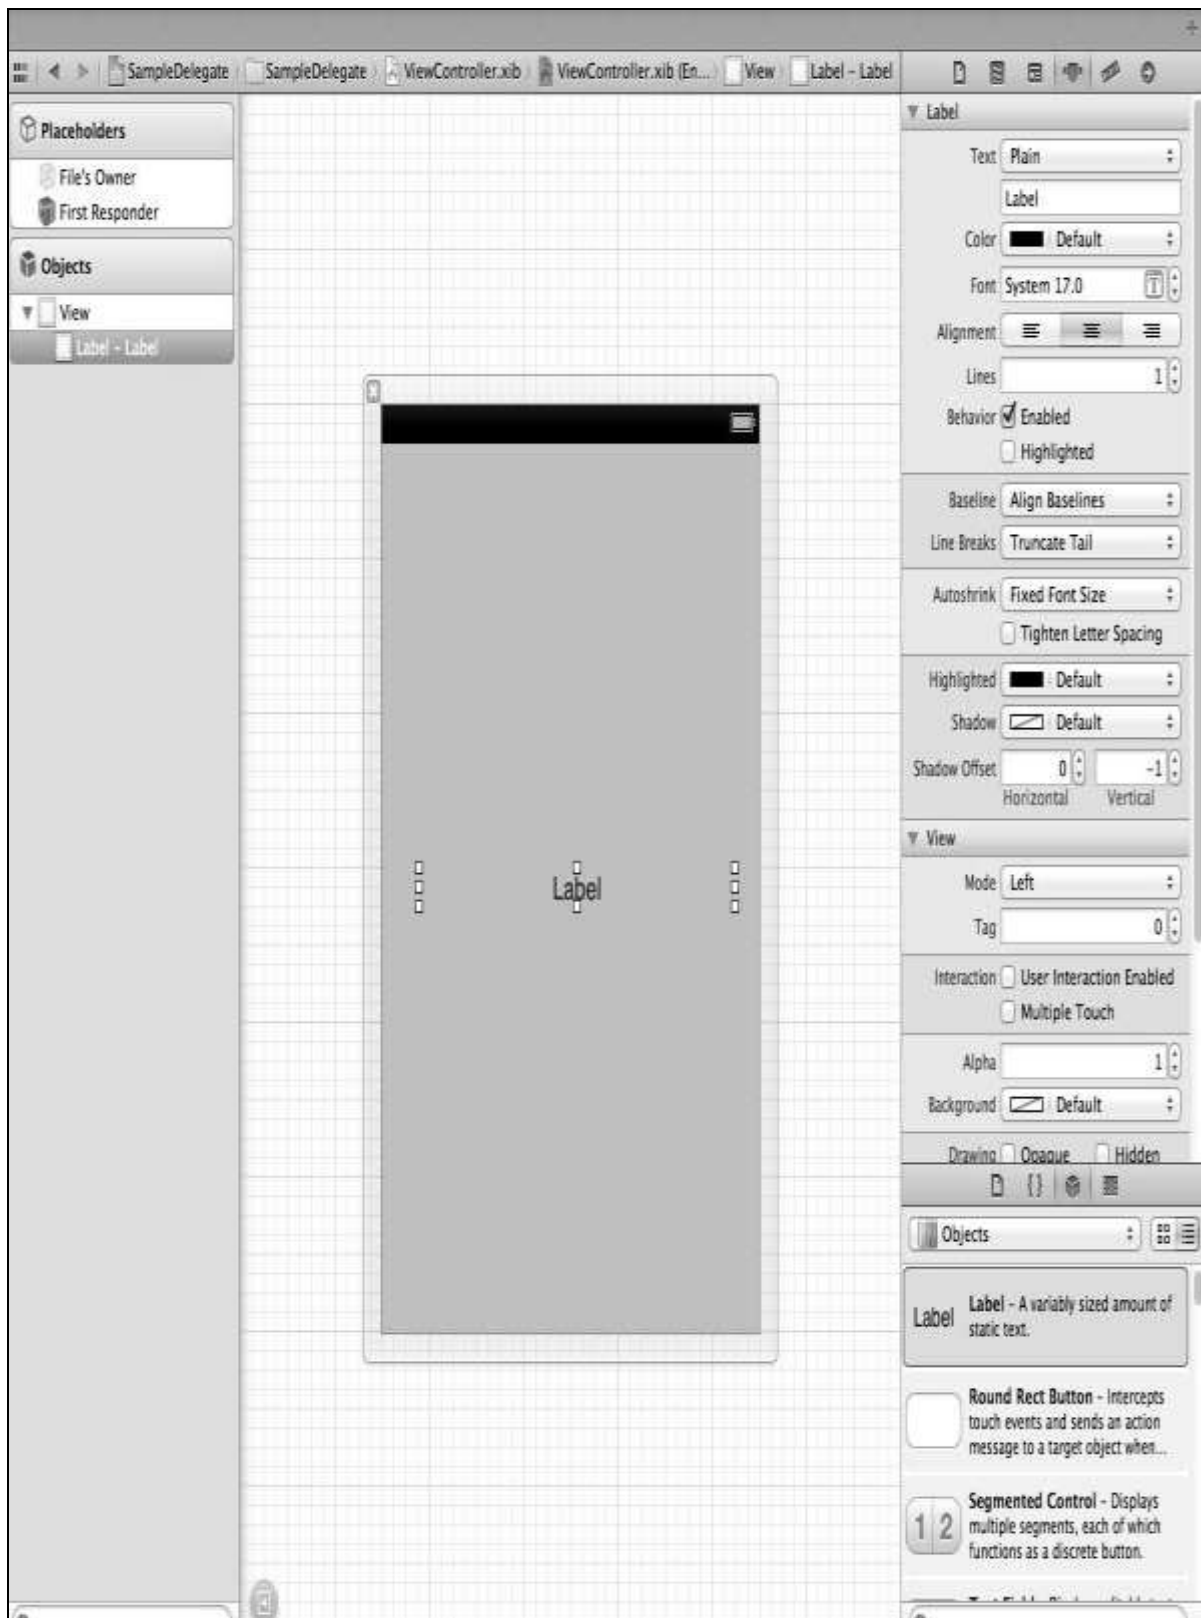 SampleDelegate SampleDelegate ViewController.xib ViewController.xib (En...) View Label - Label
Placeholders
File's Owner
First Responder
Objects
View
Label - Label
Label
Label
Text Plain
Label
Color Default
Font System 17.0
Alignment
Lines 1
Behavior Enabled
Highlighted
Baseline Align Baselines
Line Breaks Truncate Tail
Autoshrink Fixed Font Size
Tighten Letter Spacing
Highlighted Default
Shadow Default
Shadow Offset 0 -1
Horizontal Vertical
View
Mode Left
Tag 0
Interaction User Interaction Enabled
Multiple Touch
Alpha 1
Background Default
Drawing Opaque Hidden
{ }
Objects
Label
Label - A variably sized amount of
static text.
Round Rect Button - Intercepts
touch events and sends an action
message to a target object when...
1 2
Segmented Control - Displays
multiple segments, each of which
functions as a discrete button.